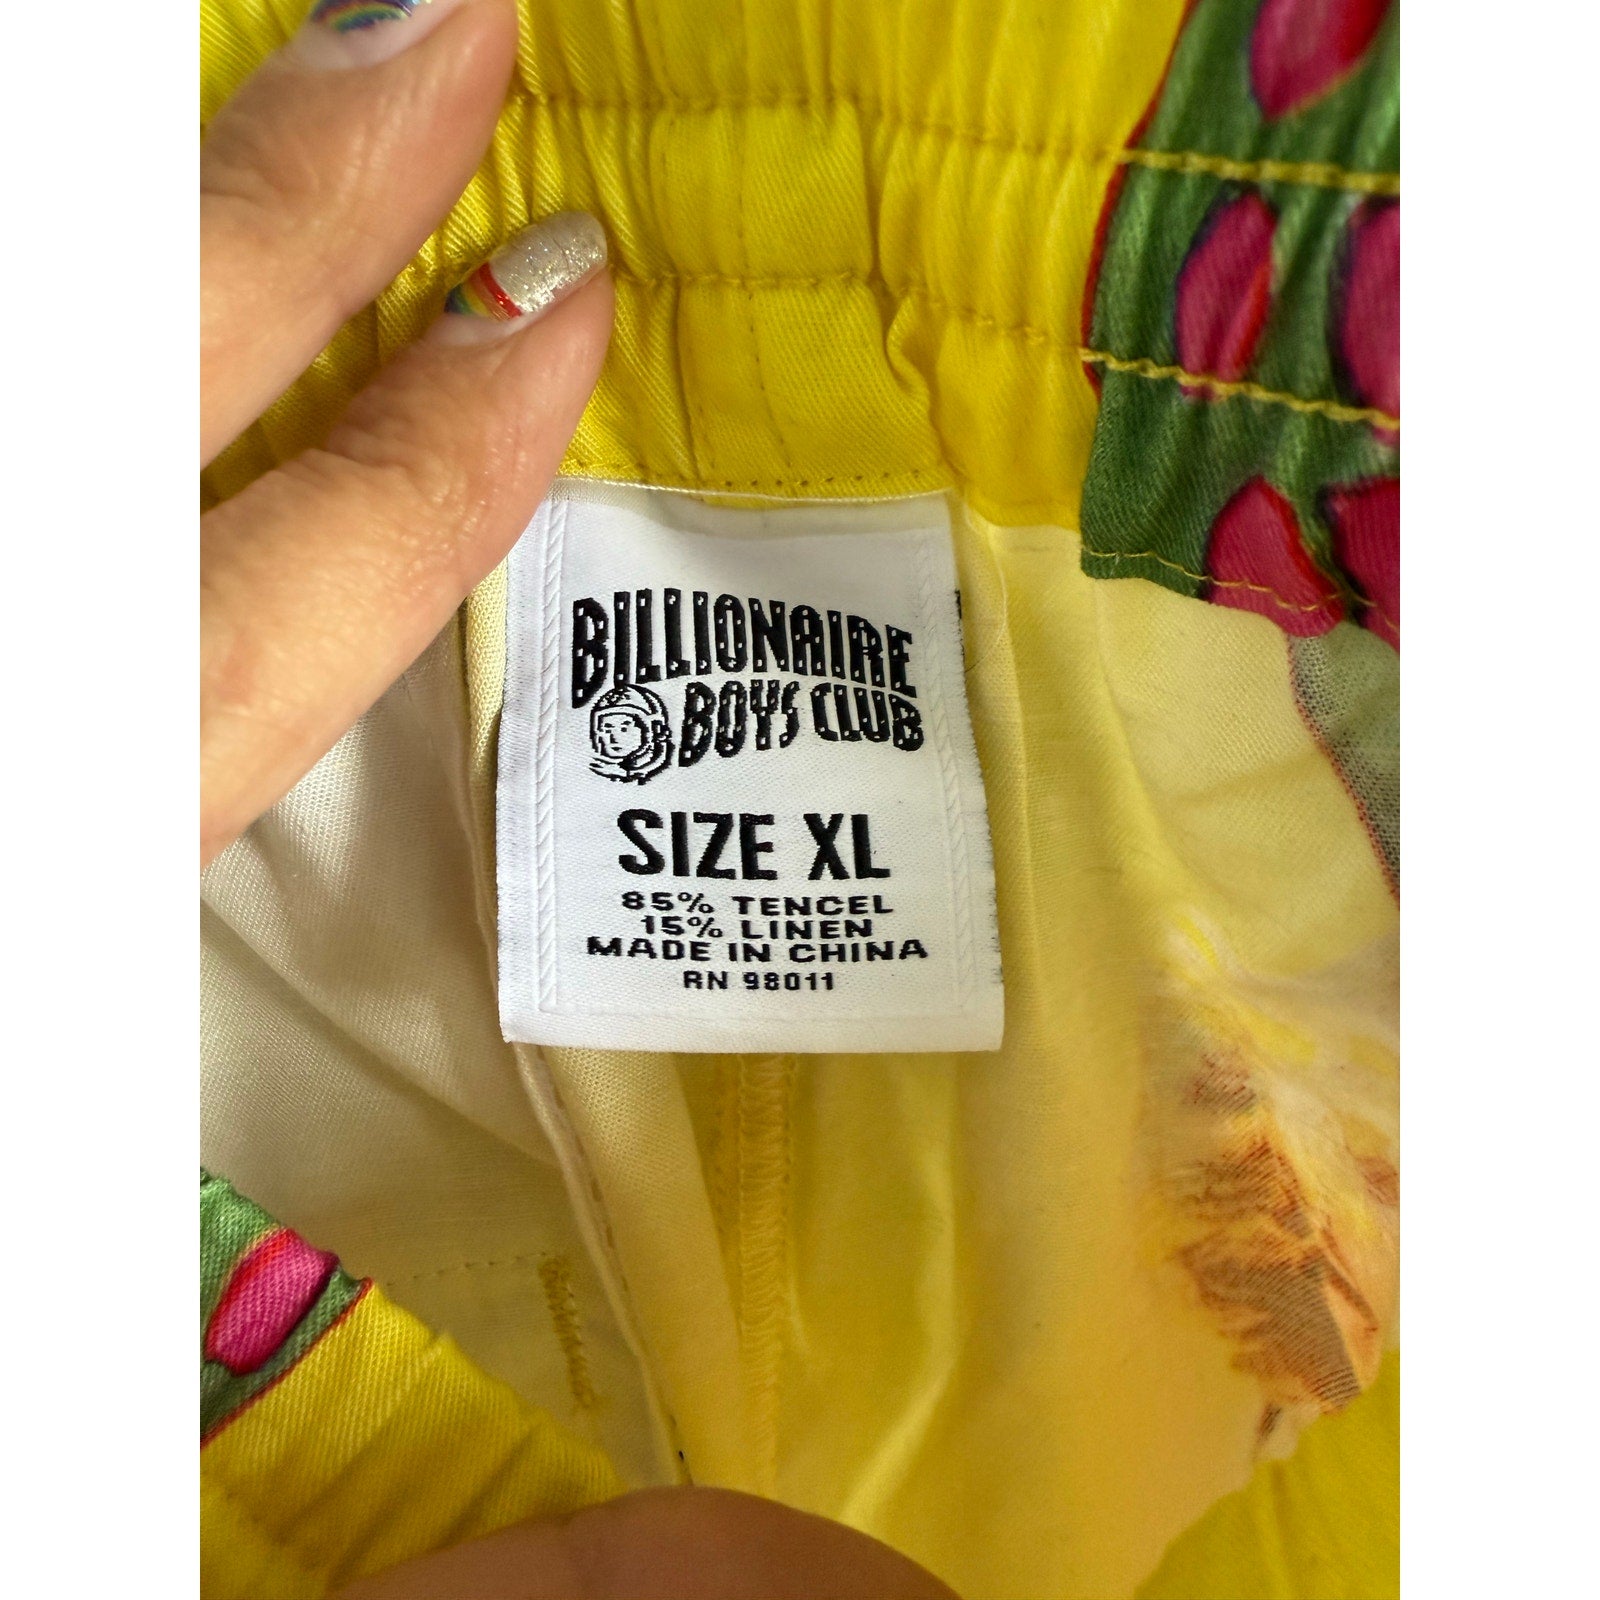 BILLIONAIRE
BOYS CLUB
SIZE XL
85% TENCEL
15% LINEN
MADE IN CHINA
RN 98011